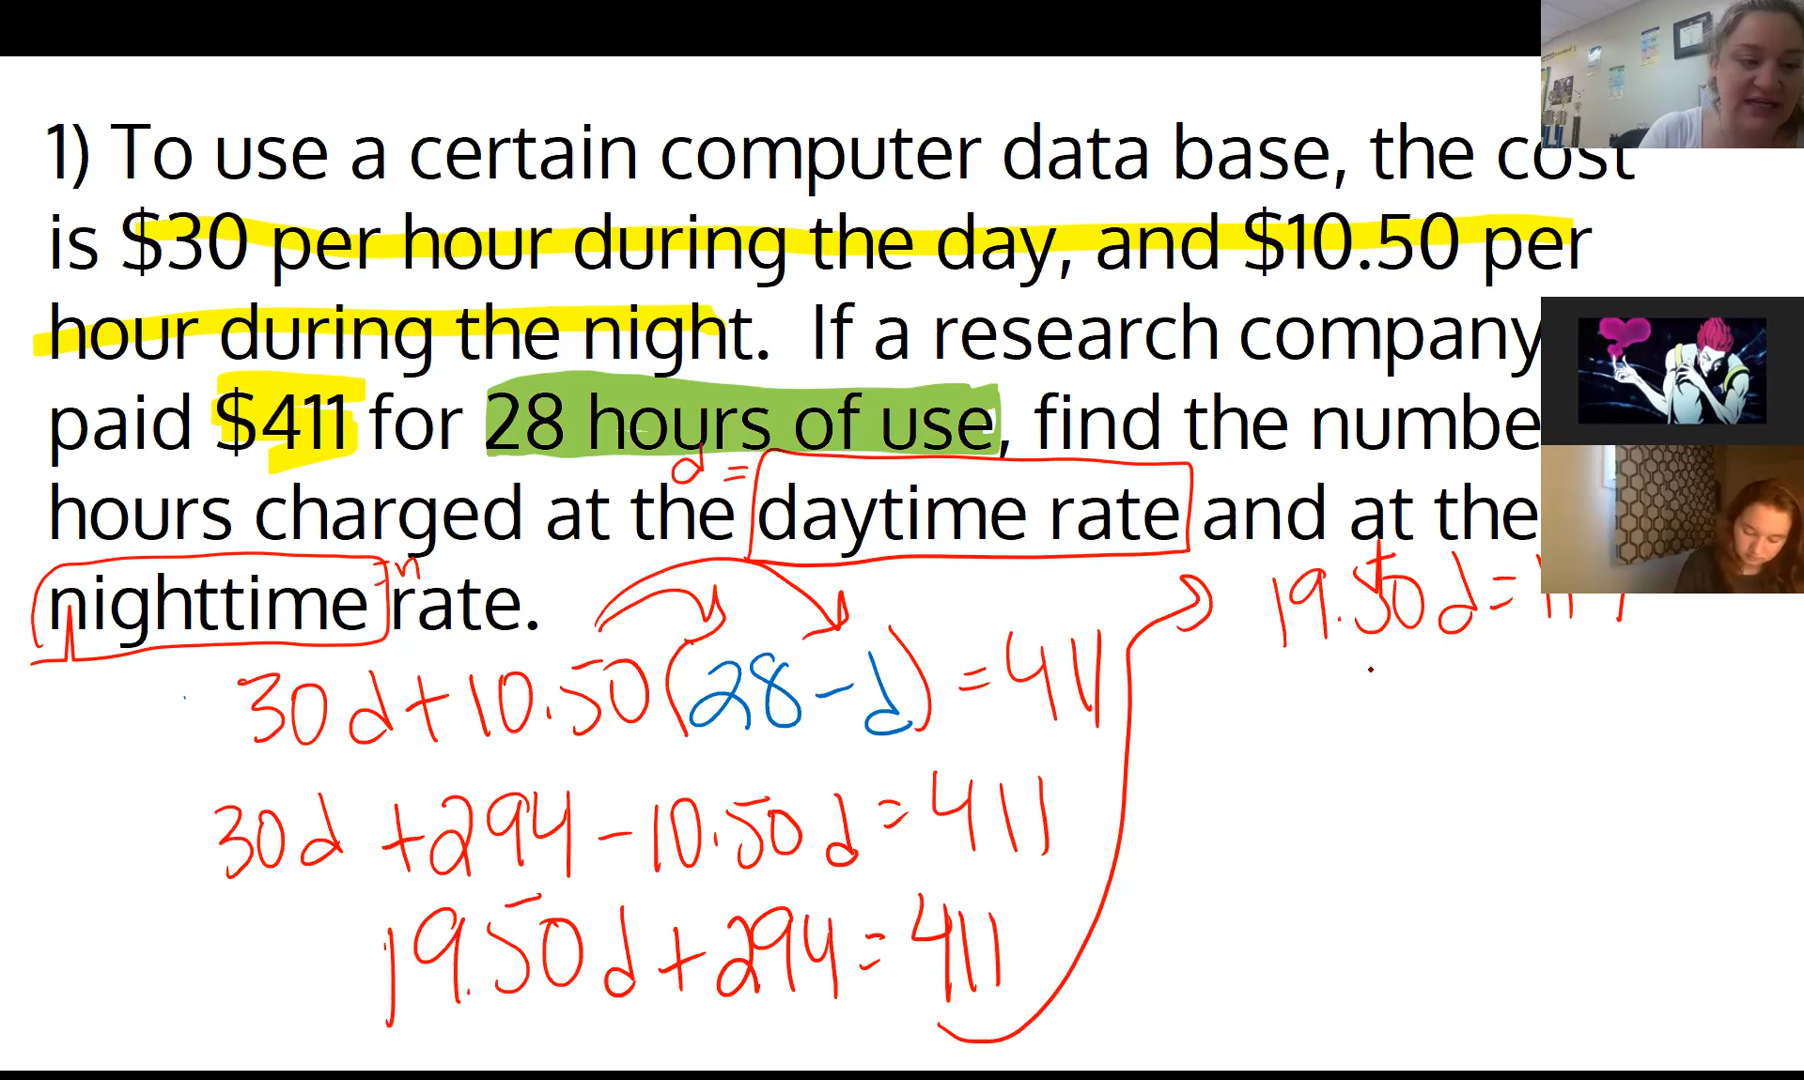 1) To use a certain computer data base, the cost
is $30 per hour during the day, and $10.50 per
hour during the night. If a research company
paid $411 for 28 hours of use, find the numbe
d =
hours charged at the daytime rate and at the
= n
nighttime rate.
19.50d =
30d+10.50(28-d) = 411
30d +294-10.50d = 411
19.50d+294=411